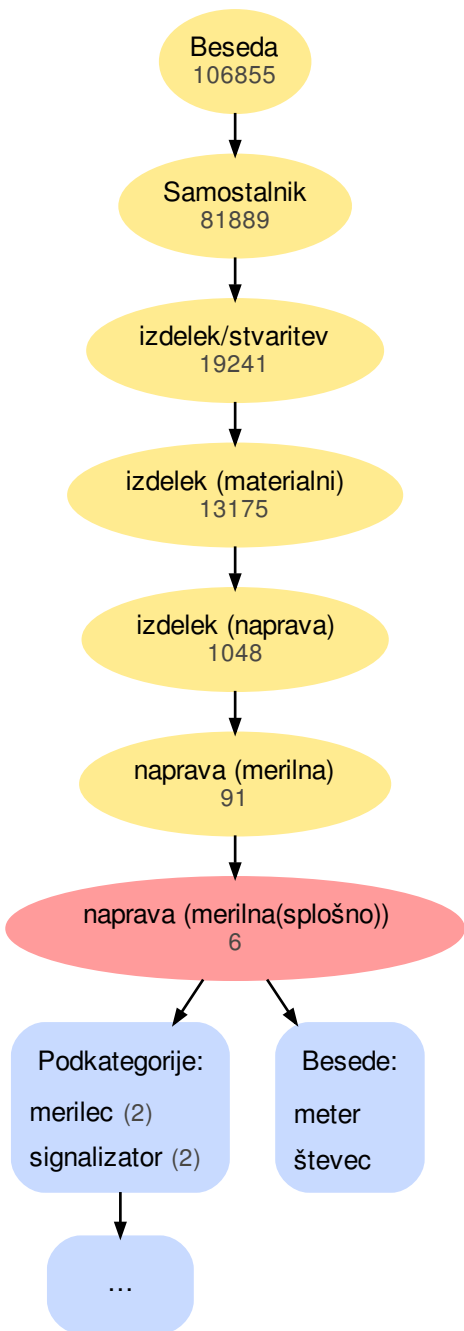 Beseda
106855
Samostalnik
81889
izdelek/stvaritev
19241
izdelek (materialni)
13175
izdelek (naprava)
1048
naprava (merilna)
91
naprava (merilna(splošno))
6
Podkategorije:
merilec (2)
signalizator (2)
Besede:
meter
števec
...